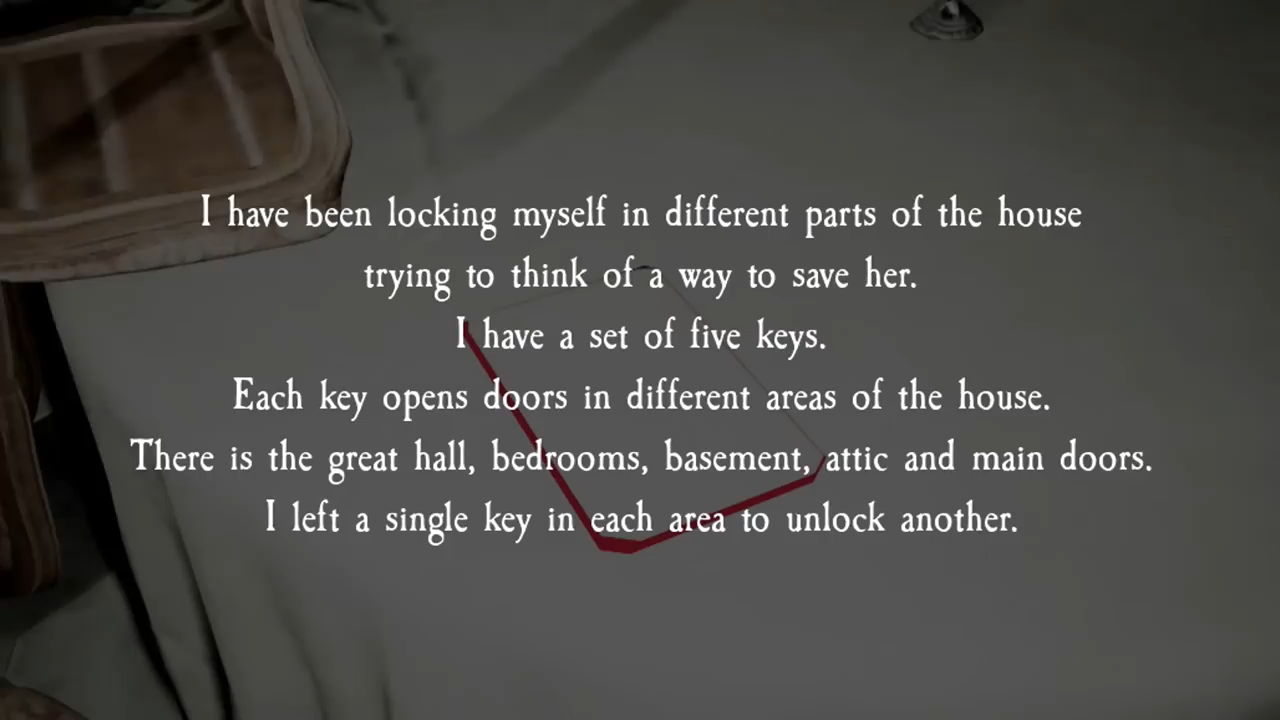 I have been locking myself in different parts of the house
trying to think of a way to save her.
I have a set of five keys.
Each key opens doors in different areas of the house.
There is the great hall, bedrooms, basement, attic and main doors.
I left a single key in each area to unlock another.